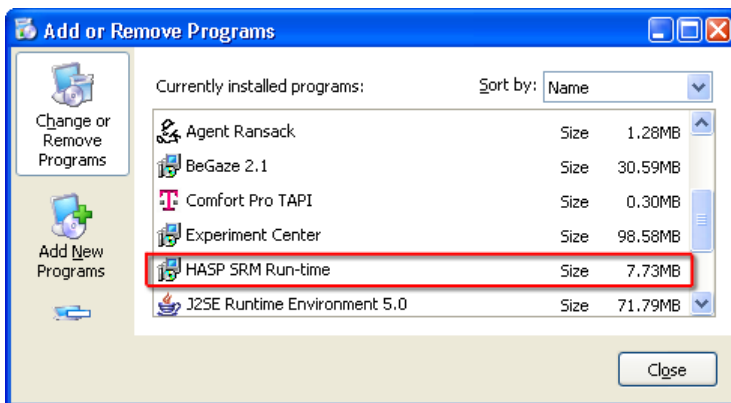 Add or Remove Programs
Change or
Remove
Programs
Currently installed programs: Sort by: Name
Agent Ransack Size 1.28MB
BeGaze 2.1 Size 30.59MB
Comfort Pro TAPI Size 0.30MB
Experiment Center Size 98.58MB
HASP SRM Run-time Size 7.73MB
J2SE Runtime Environment 5.0 Size 71.79MB
Add New
Programs
Close